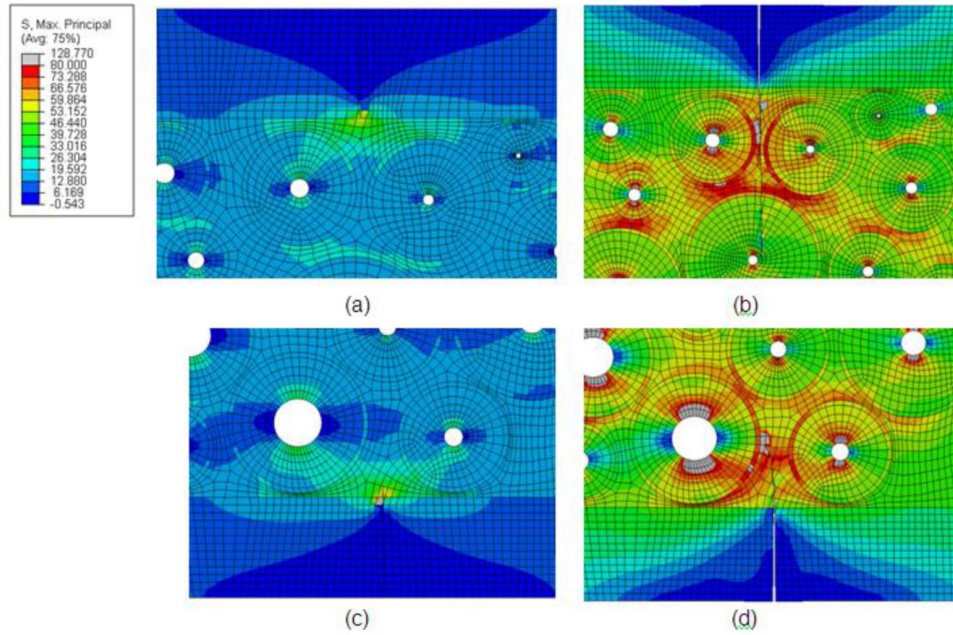 S, Max. Principal
(Avg: 75%)
128.770
80.000
73.288
66.576
59.864
53.152
46.440
39.728
33.016
26.304
19.592
12.880
6.169
-0.543
(a)
(b)
(c)
(d)